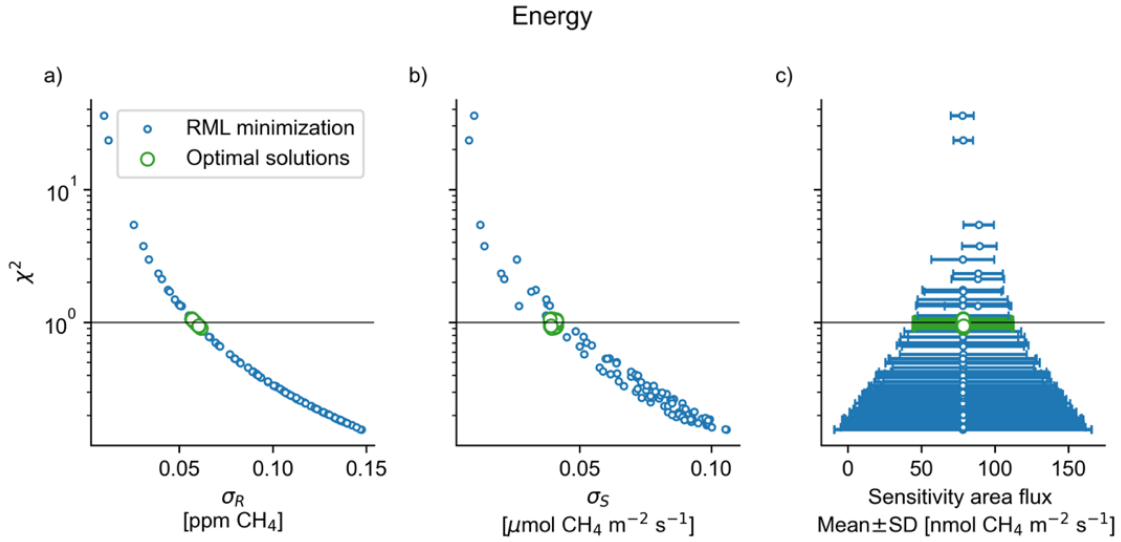 Energy
a)
b)
c)
RML minimization
Optimal solutions
χ²
10¹
10⁰
0.05 0.10 0.15
σ_R
[ppm CH₄]
0.05 0.10
σ_S
[μmol CH₄ m⁻² s⁻¹]
0 50 100 150
Sensitivity area flux
Mean±SD [nmol CH₄ m⁻² s⁻¹]